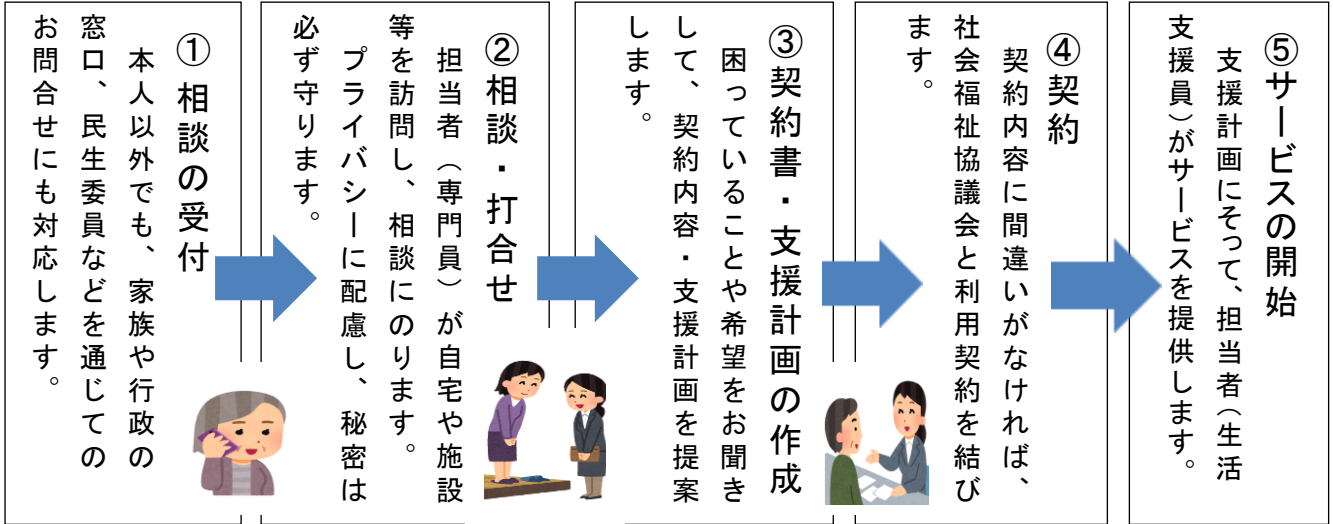 ① 相談の受付
本人以外でも、家族や行政の
窓口、民生委員などを通じての
お問合せにも対応します。
② 相談・打合せ
担当者（専門員）が自宅や施設
等を訪問し、相談にのります。
プライバシーに配慮し、秘密は
必ず守ります。
③契約書・支援計画の作成
困っていることや希望をお聞き
して、契約内容・支援計画を提案
します。
④契約
契約内容に間違いがなければ、
社会福祉協議会と利用契約を結び
ます。
⑤サービスの開始
支援計画にそって、担当者（生活
支援員）がサービスを提供します。